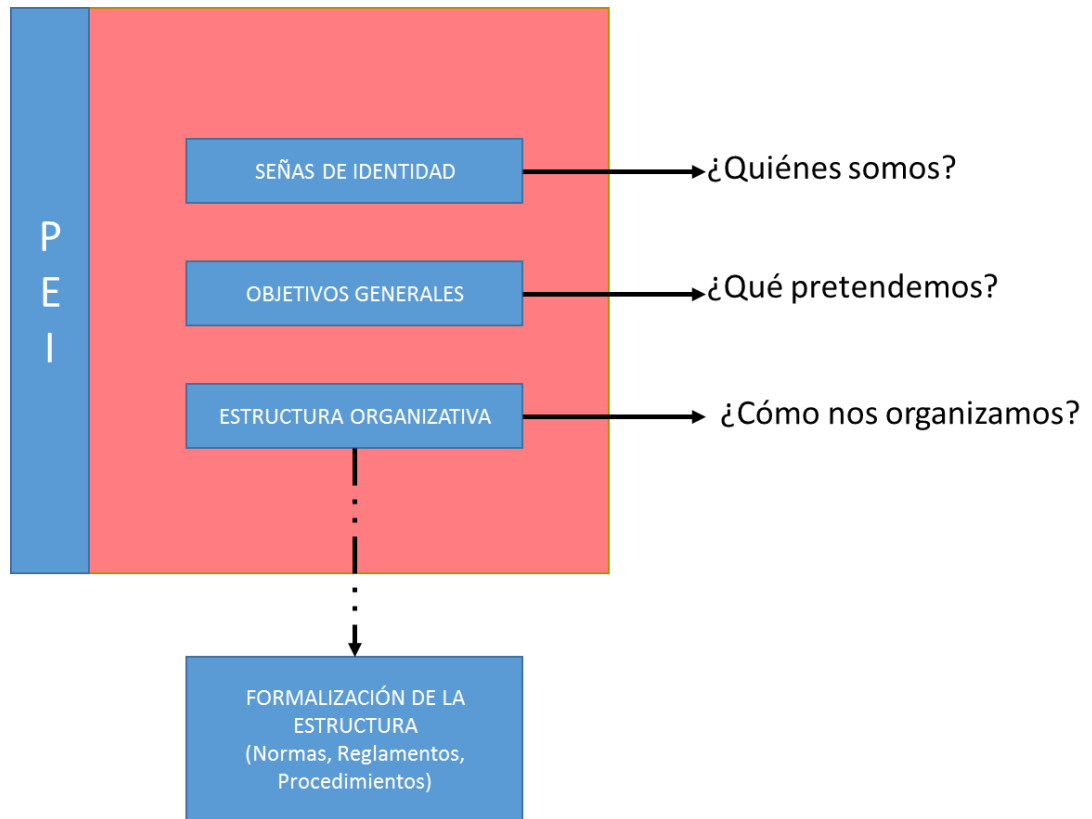 P
E
I
SEÑAS DE IDENTIDAD
¿Quiénes somos?
OBJETIVOS GENERALES
¿Qué pretendemos?
ESTRUCTURA ORGANIZATIVA
¿Cómo nos organizamos?
FORMALIZACIÓN DE LA
ESTRUCTURA
(Normas, Reglamentos,
Procedimientos)